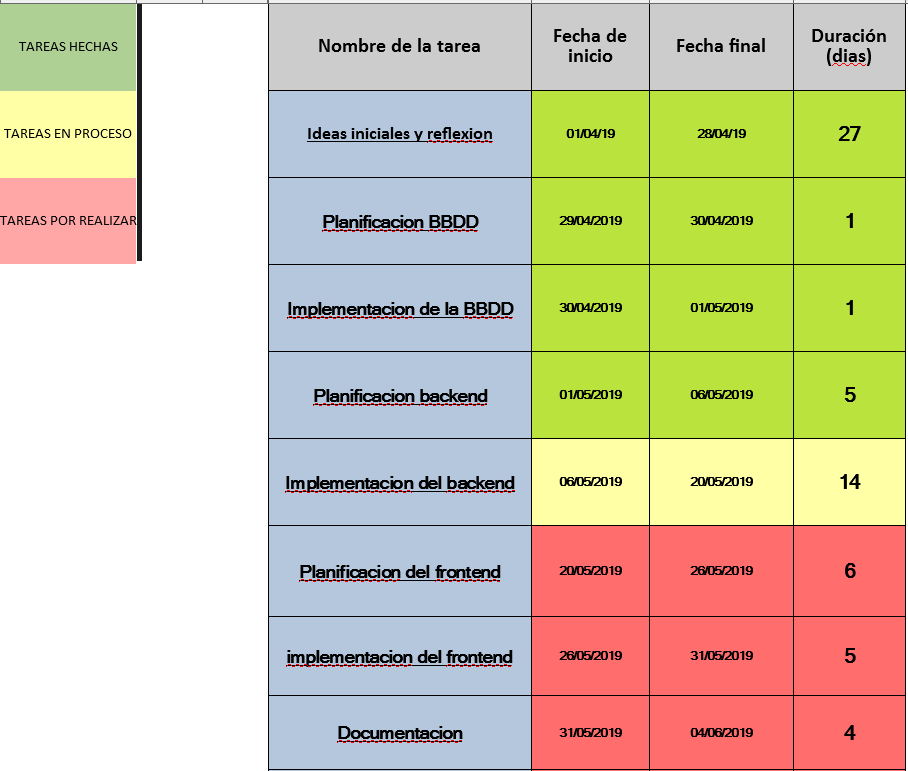 TAREAS HECHAS
TAREAS EN PROCESO
TAREAS POR REALIZAR
Nombre de la tarea
Fecha de
inicio
Fecha final
Duración
(dias)
Ideas iniciales y reflexion
01/04/19
28/04/19
27
Planificacion BBDD
29/04/2019
30/04/2019
1
Implementacion de la BBDD
30/04/2019
01/05/2019
1
Planificacion backend
01/05/2019
06/05/2019
5
Implementacion del backend
06/05/2019
20/05/2019
14
Planificacion del frontend
20/05/2019
26/05/2019
6
implementacion del frontend
26/05/2019
31/05/2019
5
Documentacion
31/05/2019
04/06/2019
4